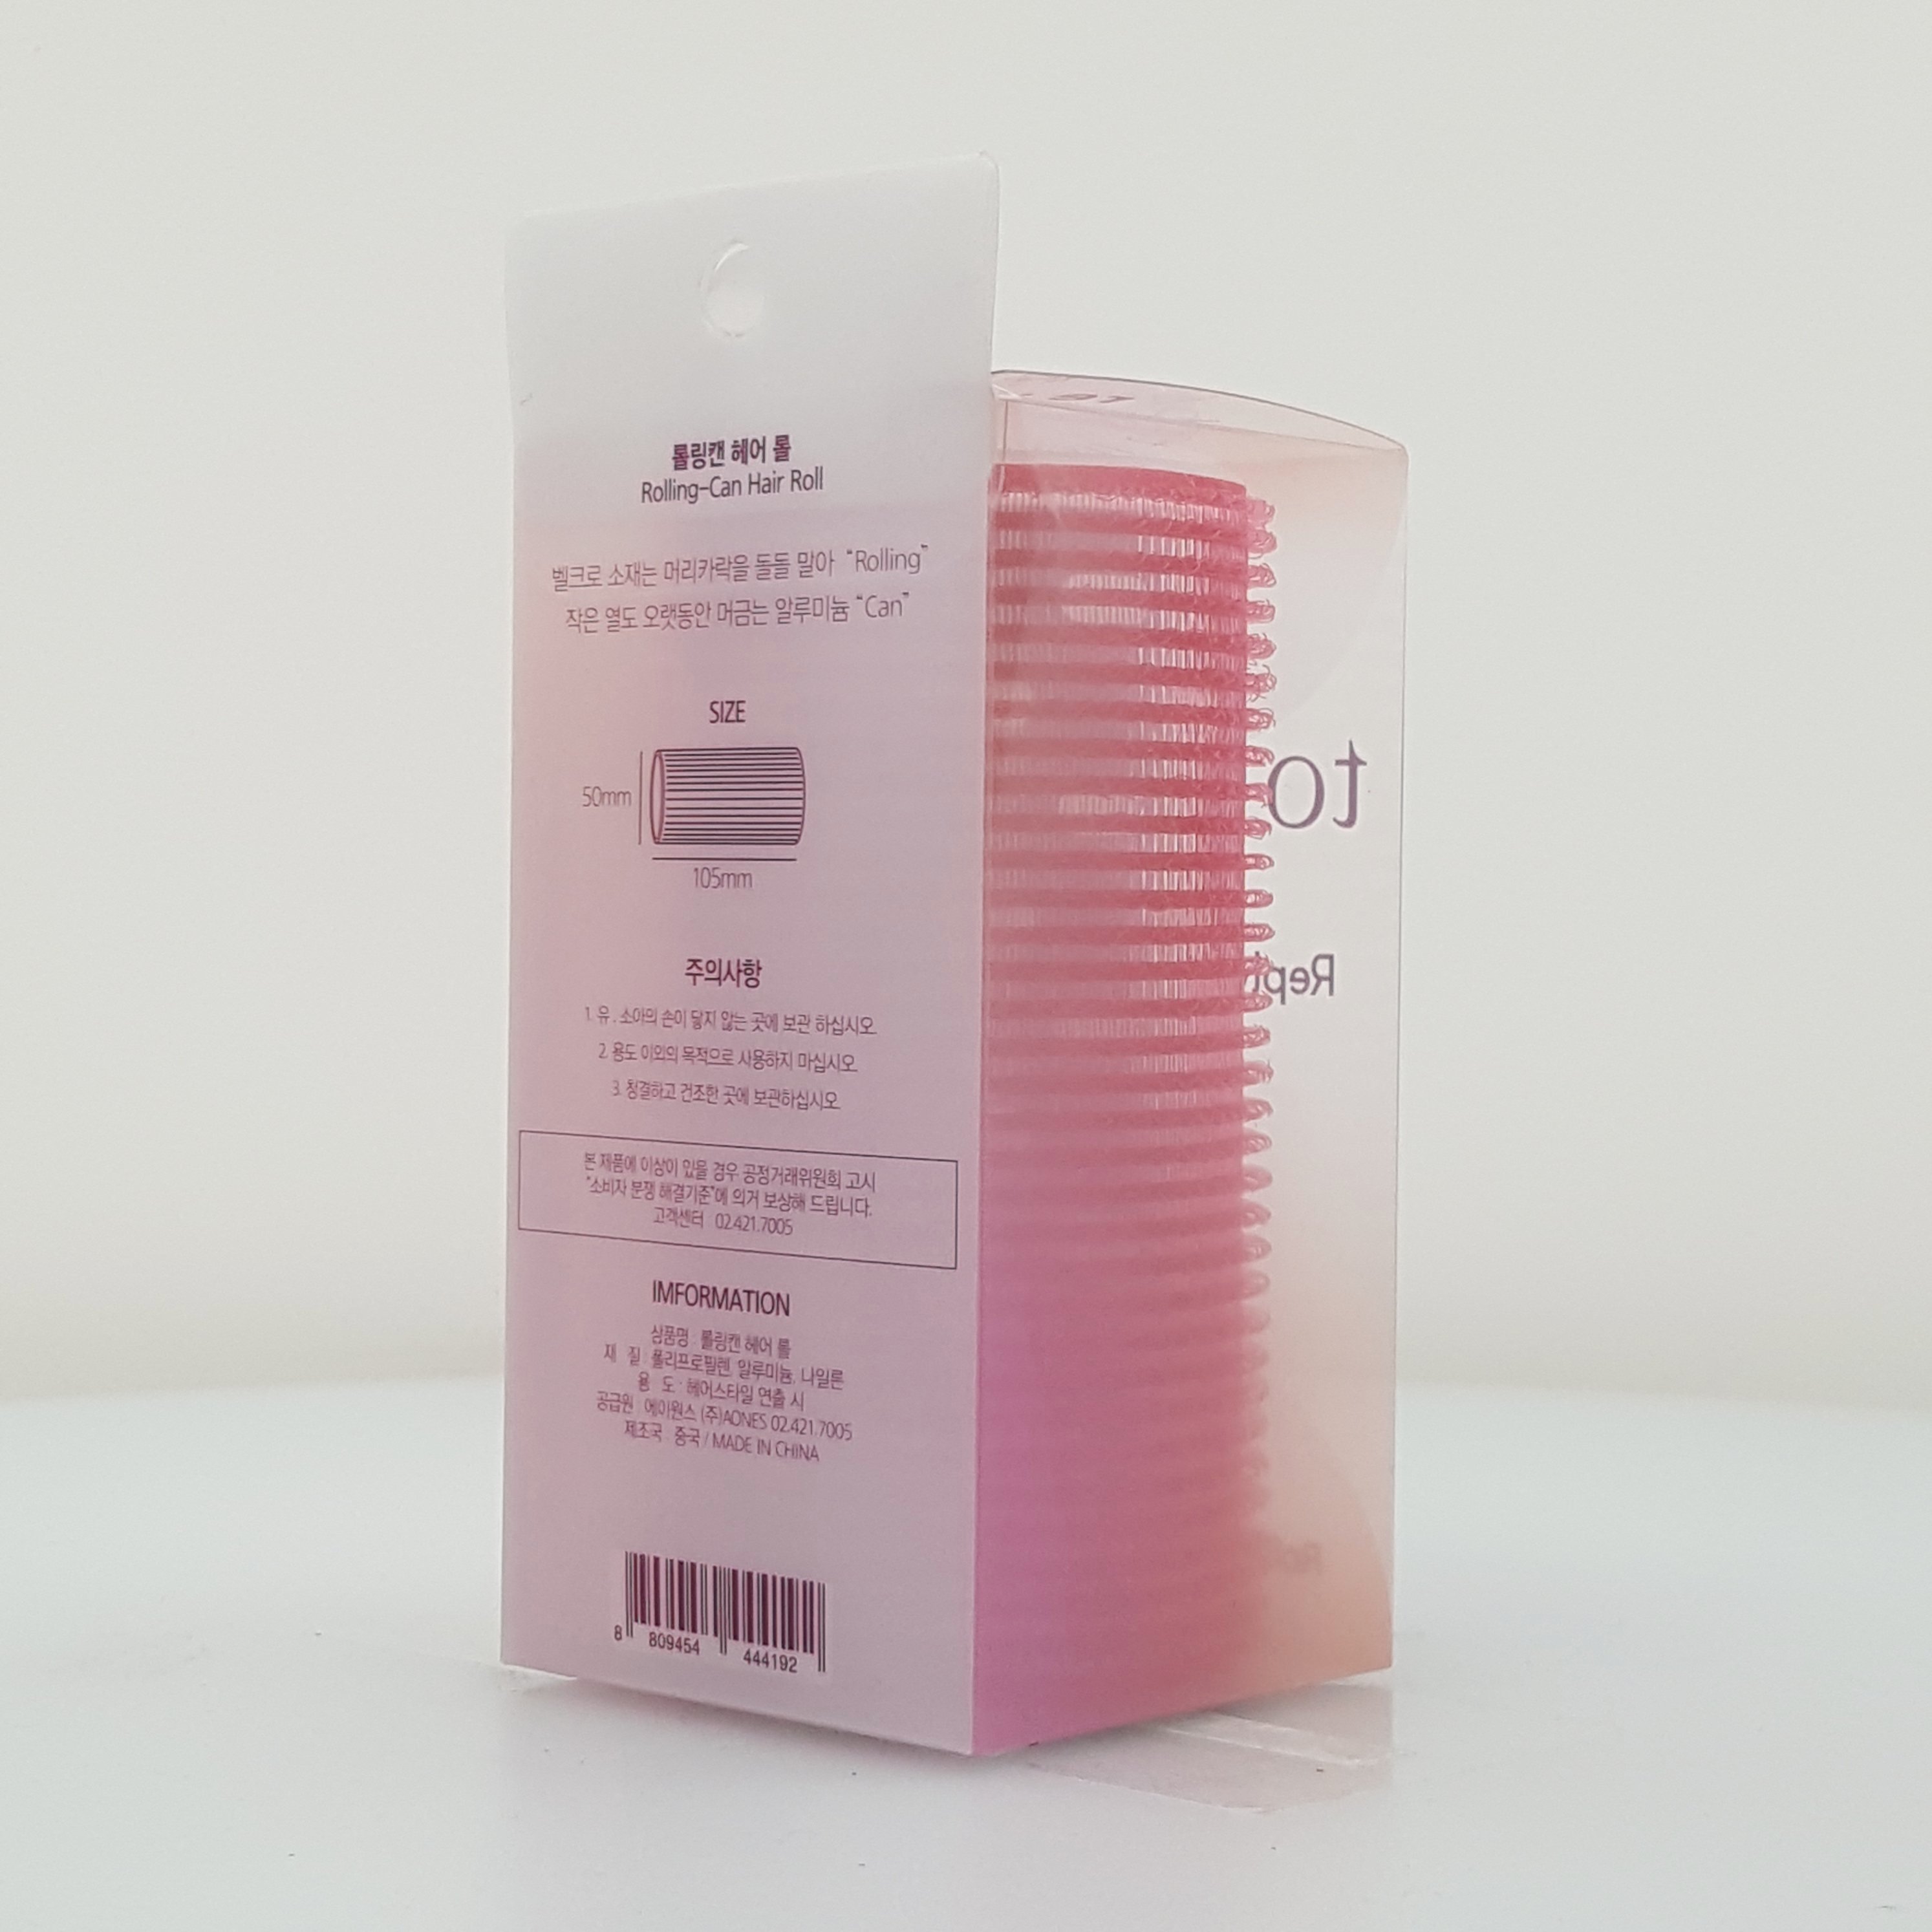 롤링캔 헤어 롤
Rolling-Can Hair Roll
벨크로 소재는 머리카락을 돌돌 말아 “Rolling”
작은 열도 오랫동안 머금는 알루미늄 “Can”
SIZE
50mm
105mm
주의사항
1. 유. 소아의 손이 닿지 않는 곳에 보관 하십시오.
2. 용도 이외의 목적으로 사용하지 마십시오.
3. 청결하고 건조한 곳에 보관하십시오.
본 제품에 이상이 있을 경우 공정거래위원회 고시
"소비자 분쟁 해결기준"에 의거 보상해 드립니다.
고객센터 : 02.421.7005
IMFORMATION
상품명 : 롤링캔 헤어 롤
재 질 : 폴리프로필렌, 알루미늄, 나일론
용 도 : 헤어스타일 연출 시
공급원 : 에이원스 (주)AONES 02.421.7005
제조국 : 중국 / MADE IN CHINA
8 809454 444192
to
Rept